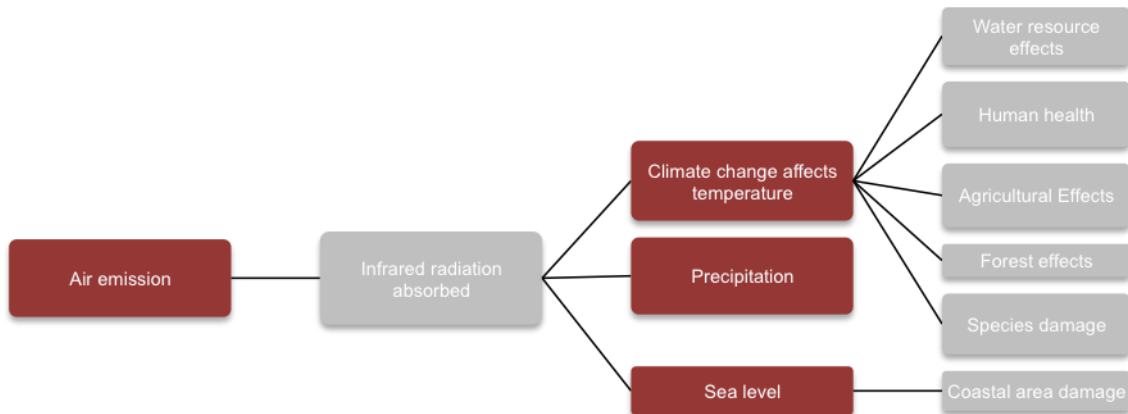 Air emission
Infrared radiation
absorbed
Climate change affects
temperature
Precipitation
Sea level
Water resource
effects
Human health
Agricultural Effects
Forest effects
Species damage
Coastal area damage